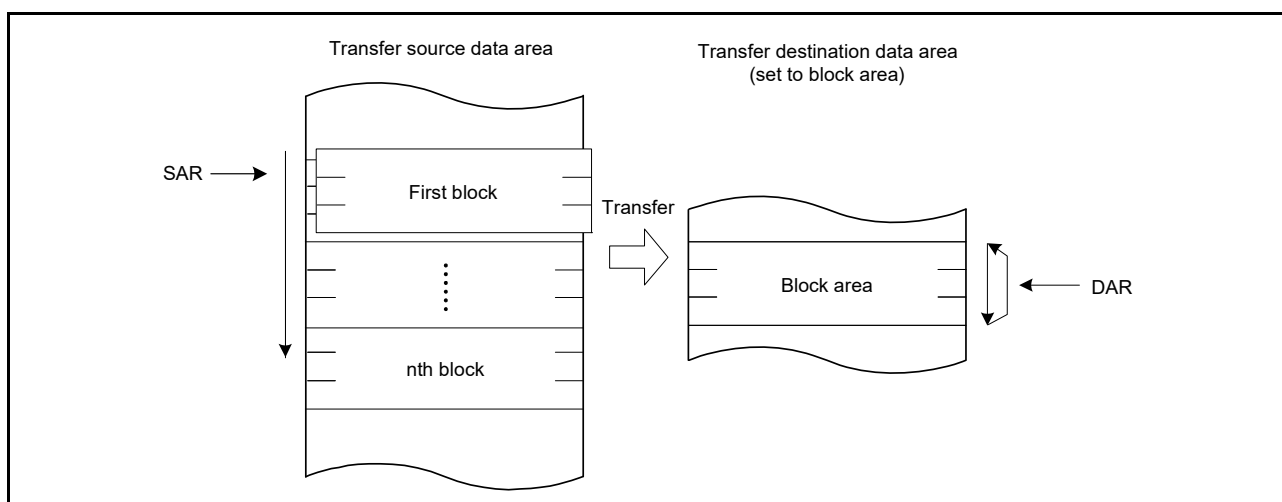 Transfer source data area
Transfer destination data area
(set to block area)
SAR
First block
Transfer
Block area
DAR
nth block